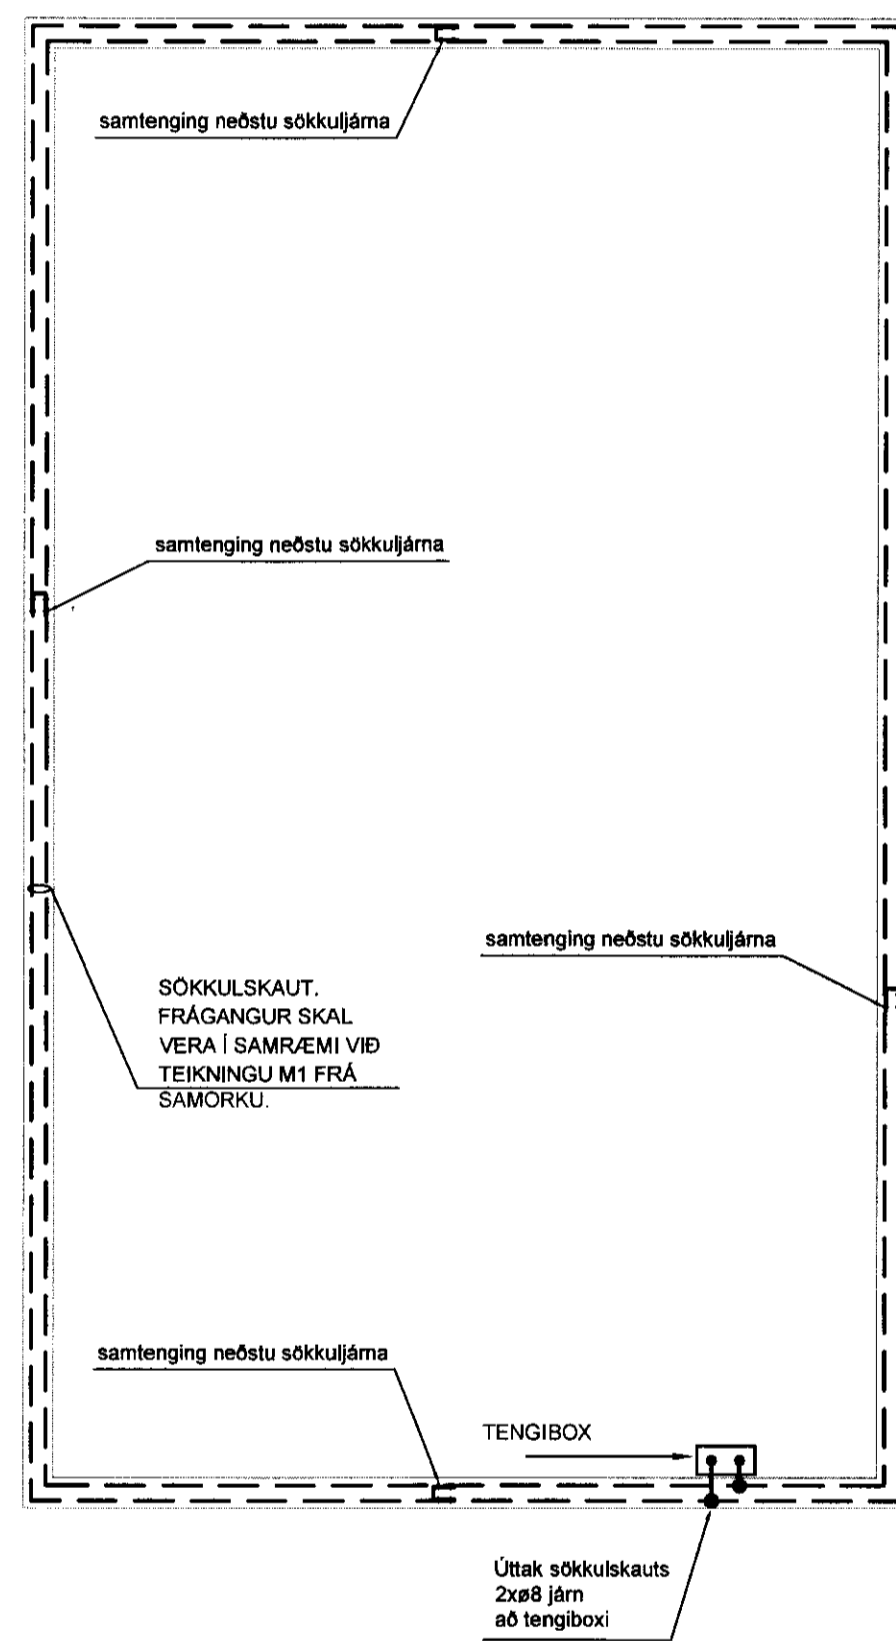 samtenging neðstu sökkuljárna
samtenging neðstu sökkuljárna
samtenging neðstu sökkuljárna
SÖKKULSKAUT.
FRÁGANGUR SKAL
VERA Í SAMRÆMI VIÐ
TEIKNINGU M1 FRÁ
SAMORKU.
samtenging neðstu sökkuljárna
TENGIBOX
Úttak sökkulskauts
2xø8 járn
að tengiboxi